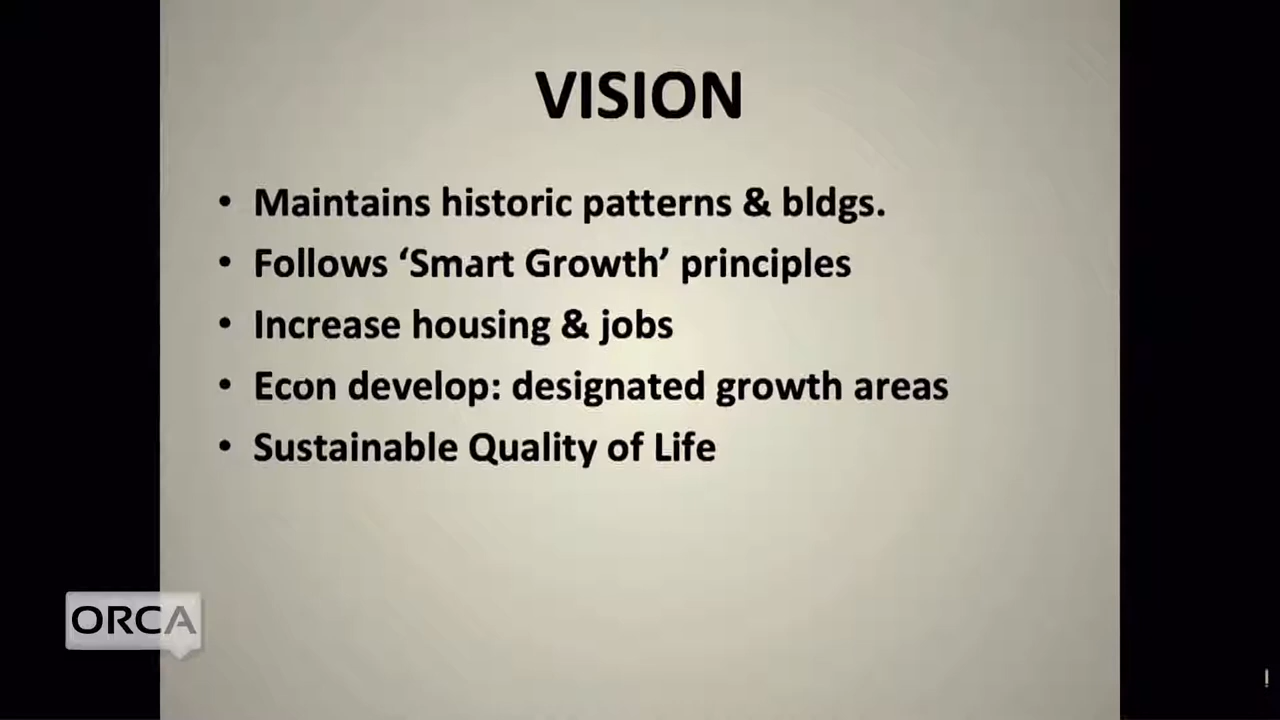 VISION
• Maintains historic patterns & bldgs.
• Follows ‘Smart Growth’ principles
• Increase housing & jobs
• Econ develop: designated growth areas
• Sustainable Quality of Life
ORCA
!